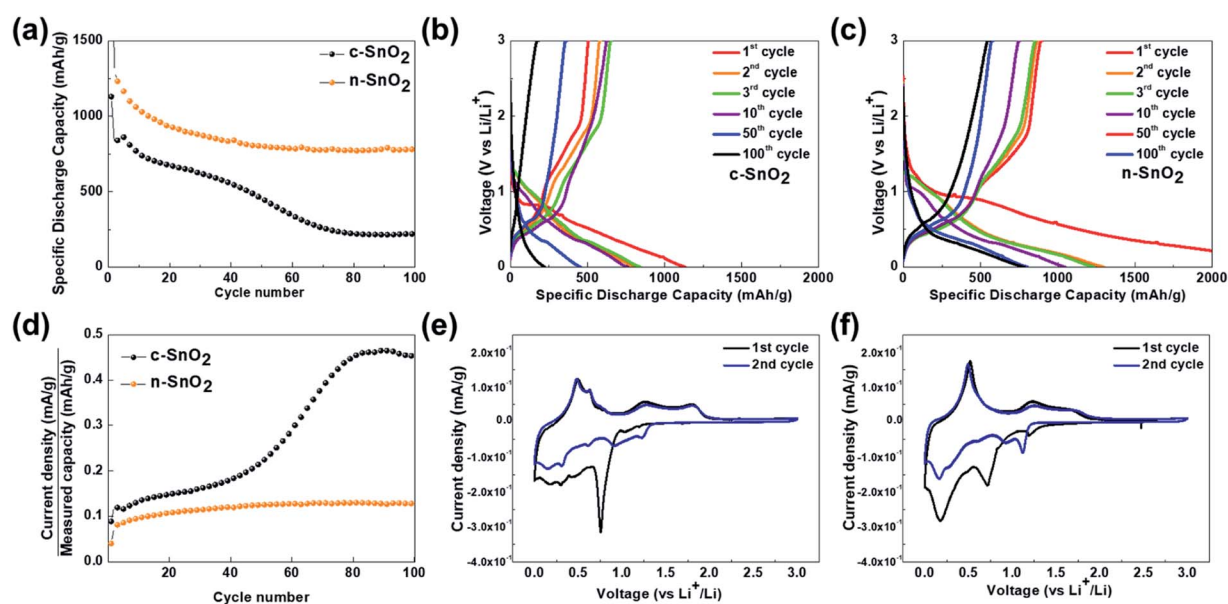 (a)
Specific Discharge Capacity (mAh/g)
1500
1250
1000
750
500
250
0
c-SnO2
n-SnO2
0 20 40 60 80 100
Cycle number
(b)
Voltage (V vs Li/Li+)
3
2
1
0
1st cycle
2nd cycle
3rd cycle
10th cycle
50th cycle
100th cycle
c-SnO2
0 500 1000 1500 2000
Specific Discharge Capacity (mAh/g)
(c)
Voltage (V vs Li/Li+)
3
2
1
0
1st cycle
2nd cycle
3rd cycle
10th cycle
50th cycle
100th cycle
n-SnO2
0 500 1000 1500 2000
Specific Discharge Capacity (mAh/g)
(d)
Current density (mA/g)
Measured capacity (mAh/g)
0.5
0.4
0.3
0.2
0.1
0.0
c-SnO2
n-SnO2
0 20 40 60 80 100
Cycle number
(e)
Current density (mA/g)
2.0x10-1
1.0x10-1
0.0
-1.0x10-1
-2.0x10-1
-3.0x10-1
-4.0x10-1
1st cycle
2nd cycle
0.0 0.5 1.0 1.5 2.0 2.5 3.0
Voltage (vs Li+/Li)
(f)
Current density (mA/g)
2.0x10-1
1.0x10-1
0.0
-1.0x10-1
-2.0x10-1
-3.0x10-1
-4.0x10-1
1st cycle
2nd cycle
0.0 0.5 1.0 1.5 2.0 2.5 3.0
Voltage (vs Li+/Li)